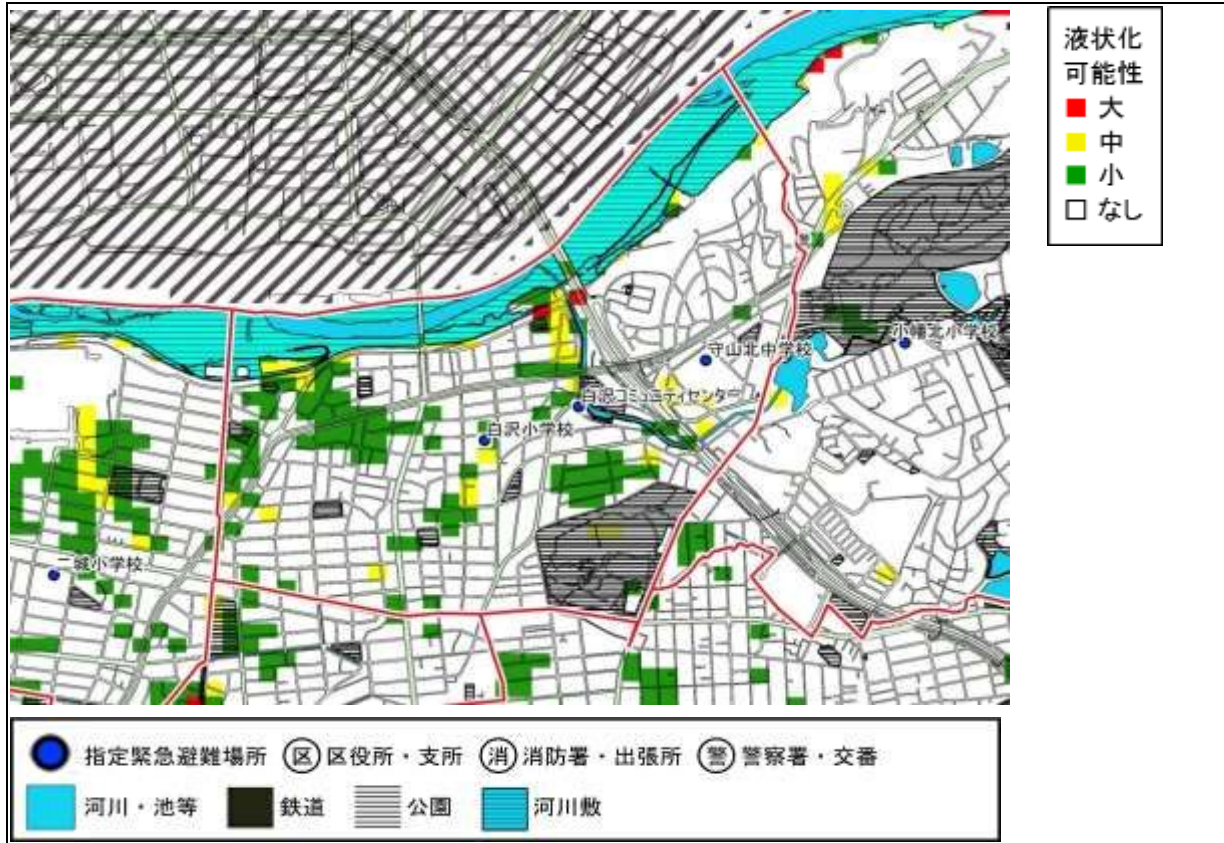 液状化
可能性
大
中
小
なし
小幡北小学校
守山北中学校
白沢コミュニティセンター
白沢小学校
二城小学校
指定緊急避難場所 区 区役所・支所 消 消防署・出張所 警 警察署・交番
河川・池等 鉄道 公園 河川敷